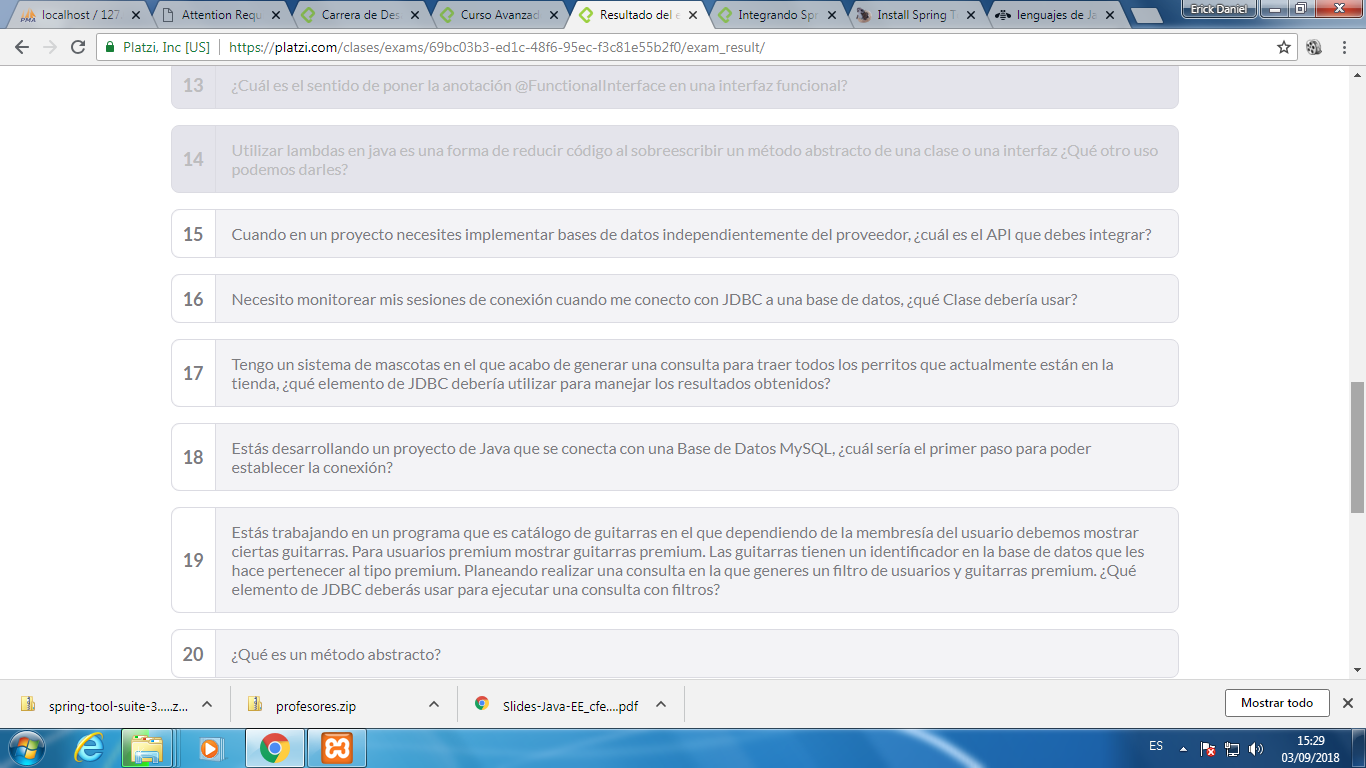 localhost / 127
Attention Requ
Carrera de Des
Curso Avanzad
Resultado del e
Integrando Spr
Install Spring T
lenguajes de Ja
Erick Daniel
Platzi, Inc [US]
https://platzi.com/clases/exams/69bc03b3-ed1c-48f6-95ec-f3c81e55b2f0/exam_result/
13
¿Cuál es el sentido de poner la anotación @FunctionalInterface en una interfaz funcional?
14
Utilizar lambdas en java es una forma de reducir código al sobreescribir un método abstracto de una clase o una interfaz ¿Qué otro uso
podemos darles?
15
Cuando en un proyecto necesites implementar bases de datos independientemente del proveedor, ¿cuál es el API que debes integrar?
16
Necesito monitorear mis sesiones de conexión cuando me conecto con JDBC a una base de datos, ¿qué Clase debería usar?
17
Tengo un sistema de mascotas en el que acabo de generar una consulta para traer todos los perritos que actualmente están en la
tienda, ¿qué elemento de JDBC debería utilizar para manejar los resultados obtenidos?
18
Estás desarrollando un proyecto de Java que se conecta con una Base de Datos MySQL, ¿cuál sería el primer paso para poder
establecer la conexión?
19
Estás trabajando en un programa que es catálogo de guitarras en el que dependiendo de la membresía del usuario debemos mostrar
ciertas guitarras. Para usuarios premium mostrar guitarras premium. Las guitarras tienen un identificador en la base de datos que les
hace pertenecer al tipo premium. Planeando realizar una consulta en la que generes un filtro de usuarios y guitarras premium. ¿Qué
elemento de JDBC deberás usar para ejecutar una consulta con filtros?
20
¿Qué es un método abstracto?
spring-tool-suite-3.....z...
profesores.zip
Slides-Java-EE_cfe....pdf
Mostrar todo
ES
15:29
03/09/2018